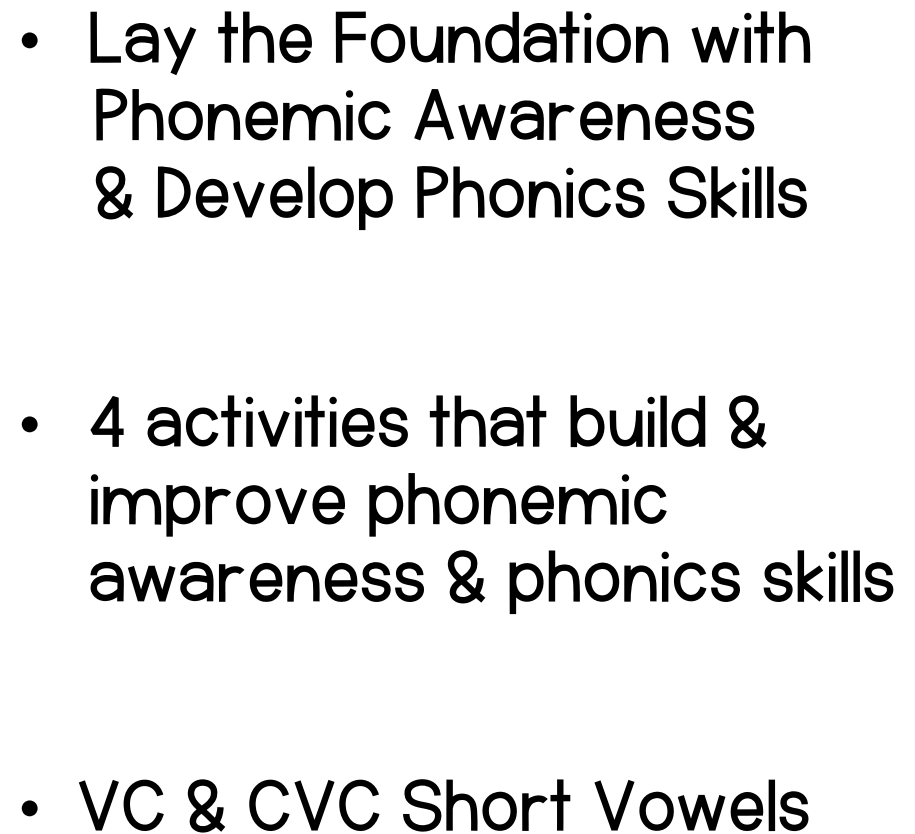 • Lay the Foundation with
Phonemic Awareness
& Develop Phonics Skills
• 4 activities that build &
improve phonemic
awareness & phonics skills
• VC & CVC Short Vowels